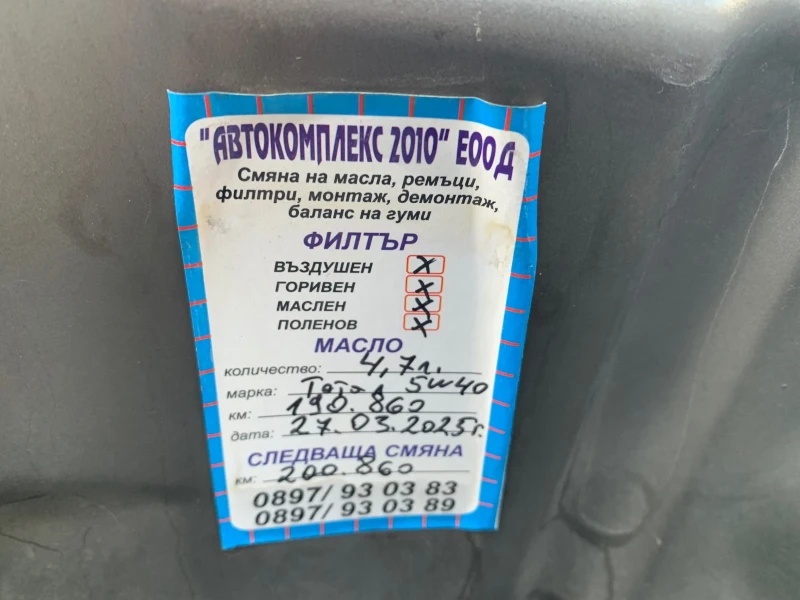 "АВТОКОМПЛЕКС 2010" ЕООД
Смяна на масла, ремъци,
филтри, монтаж, демонтаж,
баланс на гуми
ФИЛТЪР
ВЪЗДУШЕН X
ГОРИВЕН X
МАСЛЕН X
ПОЛЕНОВ X
МАСЛО
количество: 4,7л.
марка: Тотал 5w40
км: 190.860
дата: 27.03.2025г.
СЛЕДВАЩА СМЯНА
км: 200.860
0897/ 93 03 83
0897/ 93 03 89